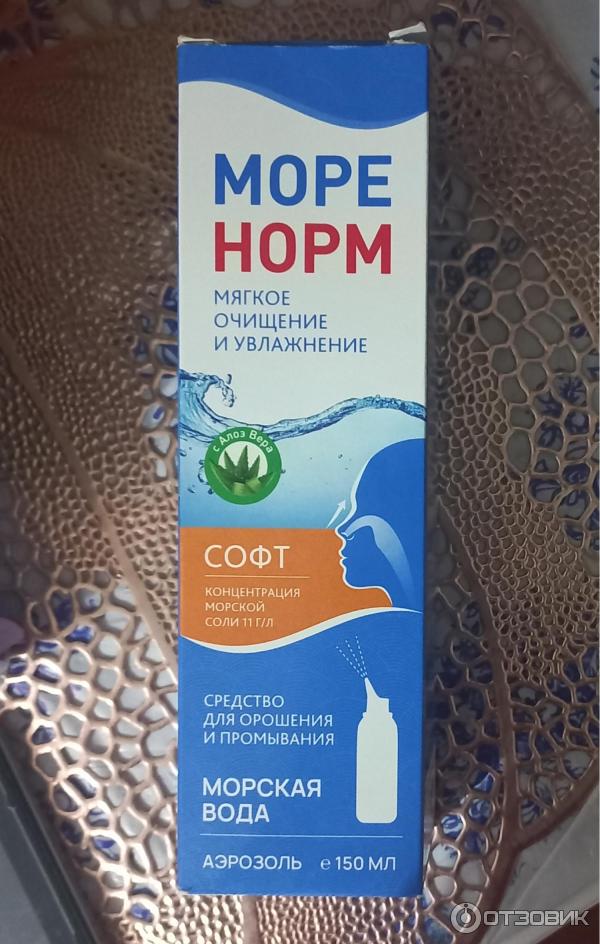 МОРЕ
НОРМ
МЯГКОЕ
ОЧИЩЕНИЕ
И УВЛАЖНЕНИЕ
с Алоэ Вера
СОФТ
КОНЦЕНТРАЦИЯ
МОРСКОЙ
СОЛИ 11 Г/Л
СРЕДСТВО
ДЛЯ ОРОШЕНИЯ
И ПРОМЫВАНИЯ
МОРСКАЯ
ВОДА
АЭРОЗОЛЬ ℮ 150 МЛ
ОТЗОВИК